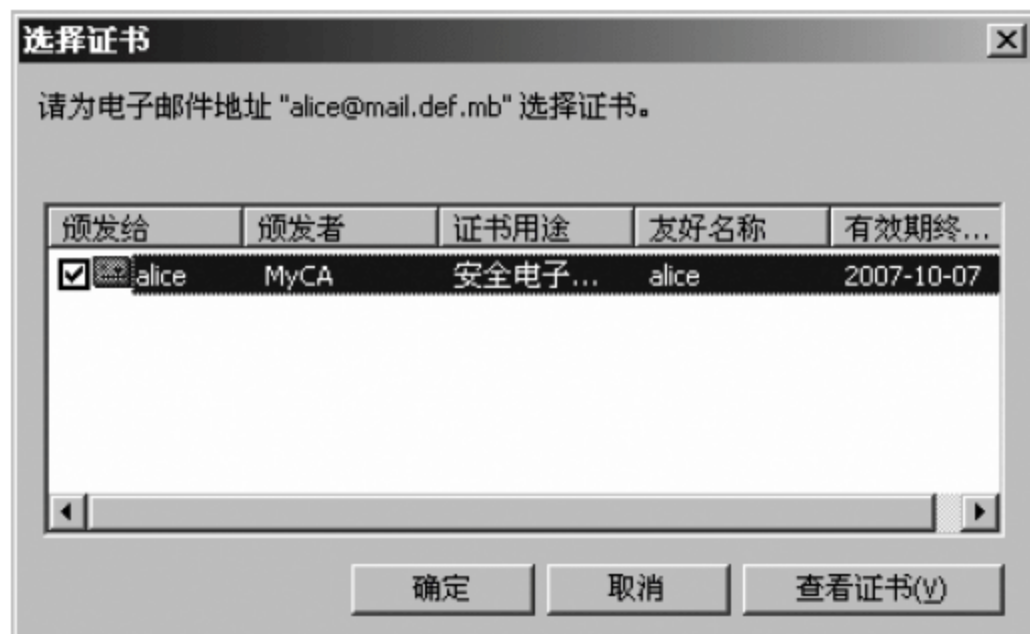 选择证书
请为电子邮件地址 "alice@mail.def.mb" 选择证书。
颁发给 颁发者 证书用途 友好名称 有效期终...
alice MyCA 安全电子... alice 2007-10-07
确定 取消 查看证书(V)